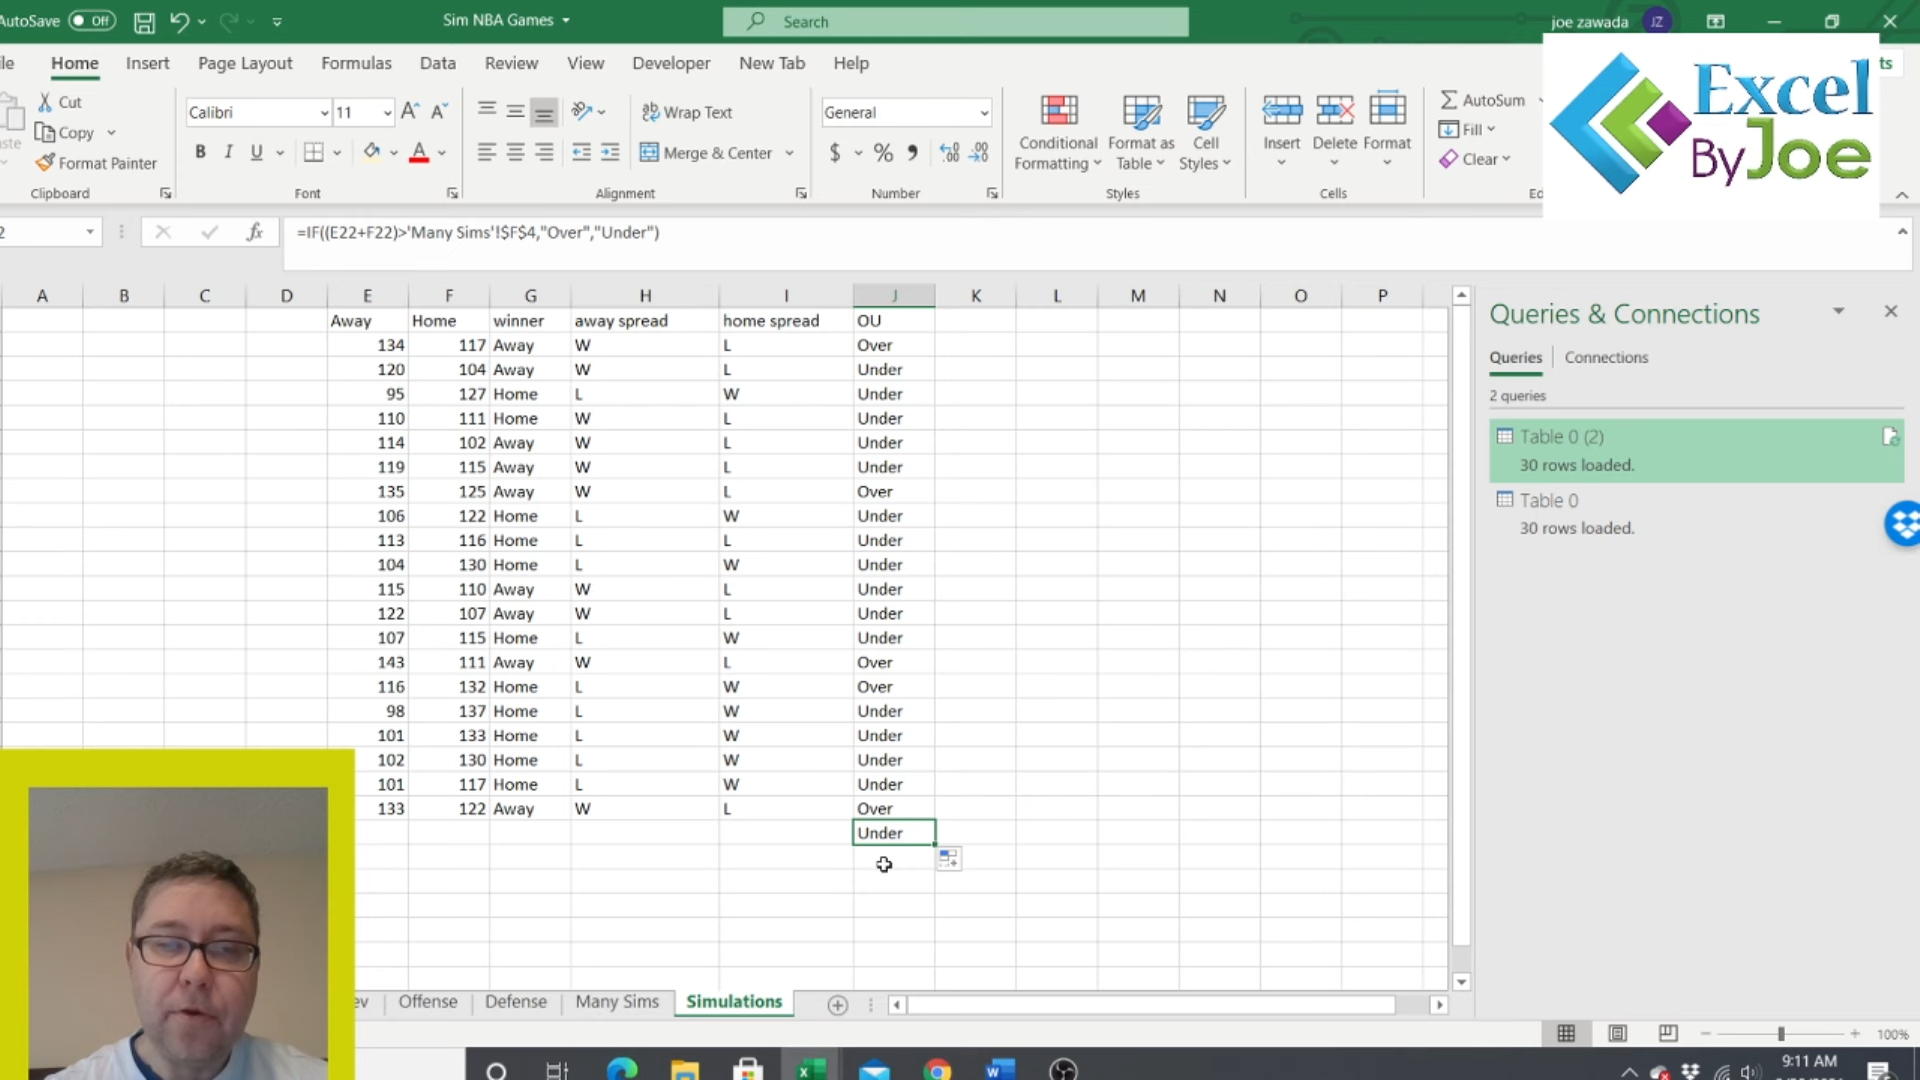 AutoSave Off Sim NBA Games Search joe zawada JZ
Home Insert Page Layout Formulas Data Review View Developer New Tab Help
Excel
ByJoe
Cut
Copy
Format Painter
Clipboard
Calibri 11
B I U
Font
Wrap Text
Merge & Center
Alignment
General
$ %
Number
Conditional Formatting
Format as Table
Cell Styles
Styles
Insert Delete Format
Cells
AutoSum
Fill
Clear
fx =IF((E22+F22)>'Many Sims'!$F$4,"Over","Under")
A B C D E F G H I J K L M N O P
Away Home winner away spread home spread OU
134 117 Away W L Over
120 104 Away W L Under
95 127 Home L W Under
110 111 Home W L Under
114 102 Away W L Under
119 115 Away W L Under
135 125 Away W L Over
106 122 Home L W Under
113 116 Home L L Under
104 130 Home L W Under
115 110 Away W L Under
122 107 Away W L Under
107 115 Home L W Under
143 111 Away W L Over
116 132 Home L W Over
98 137 Home L W Under
101 133 Home L W Under
102 130 Home L W Under
101 117 Home L W Under
133 122 Away W L Over
Under
Queries & Connections
Queries Connections
2 queries
Table 0 (2)
30 rows loaded.
Table 0
30 rows loaded.
Offense Defense Many Sims Simulations
100%
9:11 AM